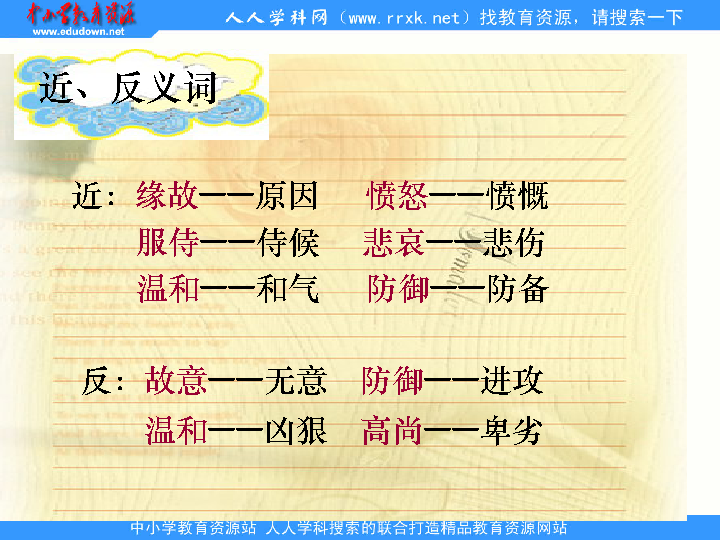 中小学教育资源
www.edudown.net
人人学科网（www.rrxk.net）找教育资源，请搜索一下
近、反义词
近：缘故——原因 愤怒——愤慨
服侍——侍候 悲哀——悲伤
温和——和气 防御——防备
反：故意——无意 防御——进攻
温和——凶狠 高尚——卑劣
中小学教育资源站 人人学科搜索的联合打造精品教育资源网站